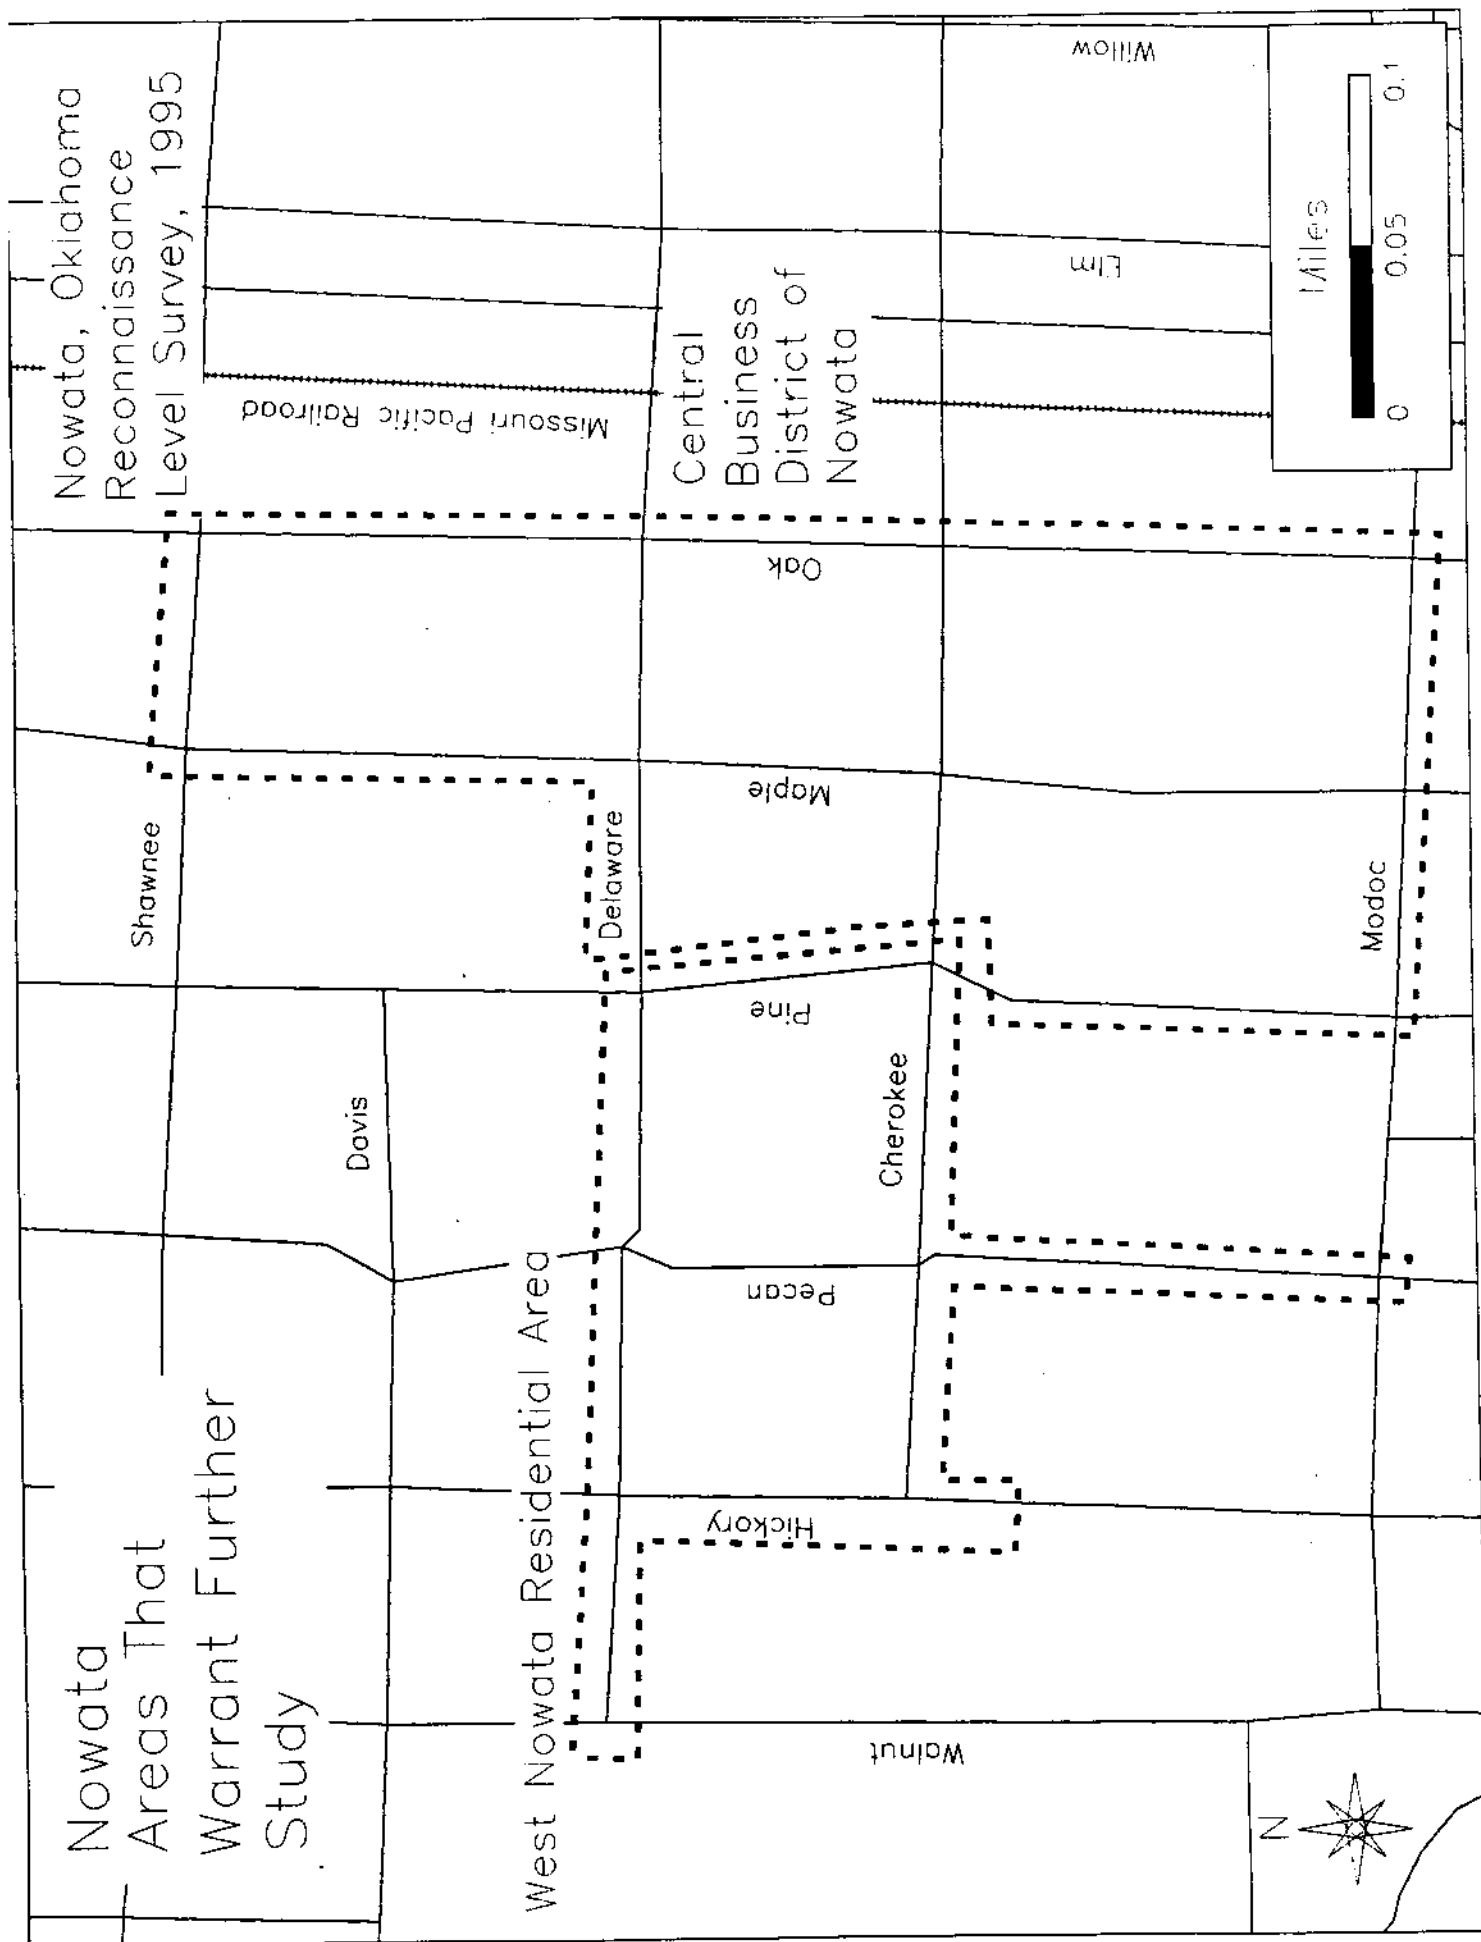 Nowata
Areas That
Warrant Further
Study
Nowata, Oklahoma
Reconnaissance
Level Survey, 1995
Shawnee
Davis
Missouri Pacific Railroad
West Nowata Residential Area
Delaware
Central
Business
District of
Nowata
Walnut
Hickory
Pecan
Pine
Maple
Oak
Elm
Willow
Cherokee
Modoc
N
Miles
0
0.05
0.1